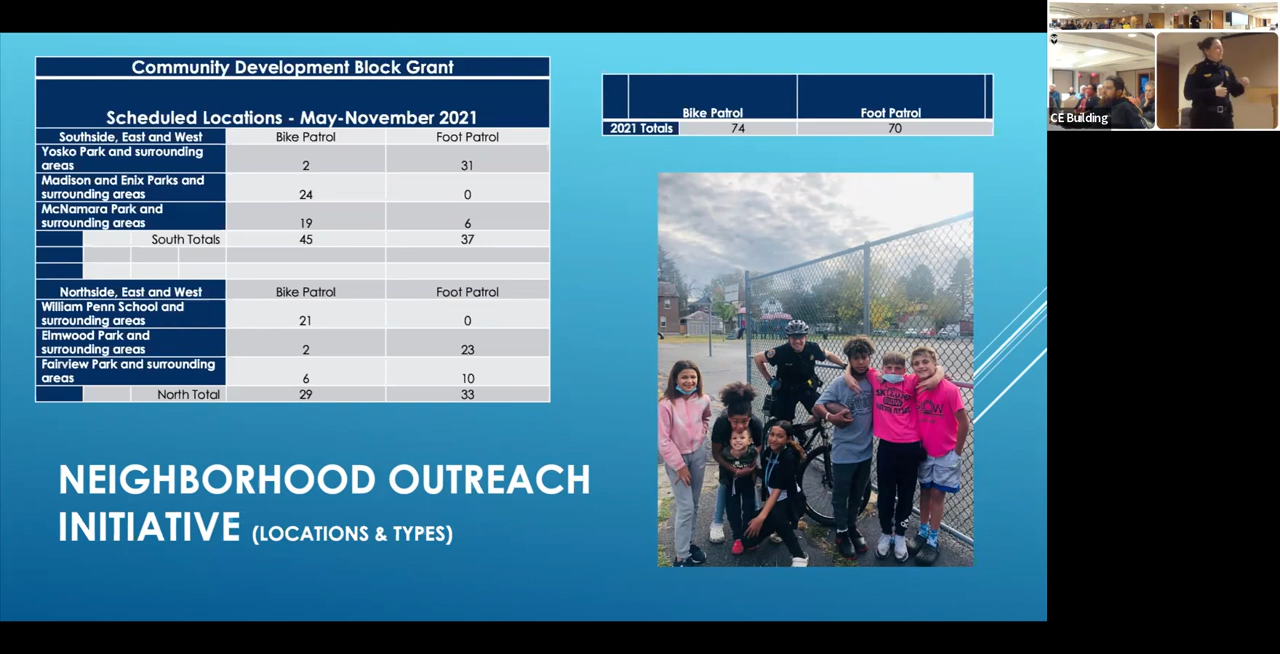 Community Development Block Grant
Scheduled Locations - May-November 2021
Southside, East and West Bike Patrol Foot Patrol
Yosko Park and surrounding
areas 2 31
Madison and Enix Parks and
surrounding areas 24 0
McNamara Park and
surrounding areas 19 6
South Totals 45 37
Northside, East and West Bike Patrol Foot Patrol
William Penn School and
surrounding areas 21 0
Elmwood Park and
surrounding areas 2 23
Fairview Park and surrounding
areas 6 10
North Total 29 33
Bike Patrol Foot Patrol
2021 Totals 74 70
NEIGHBORHOOD OUTREACH
INITIATIVE (LOCATIONS & TYPES)
CE Building